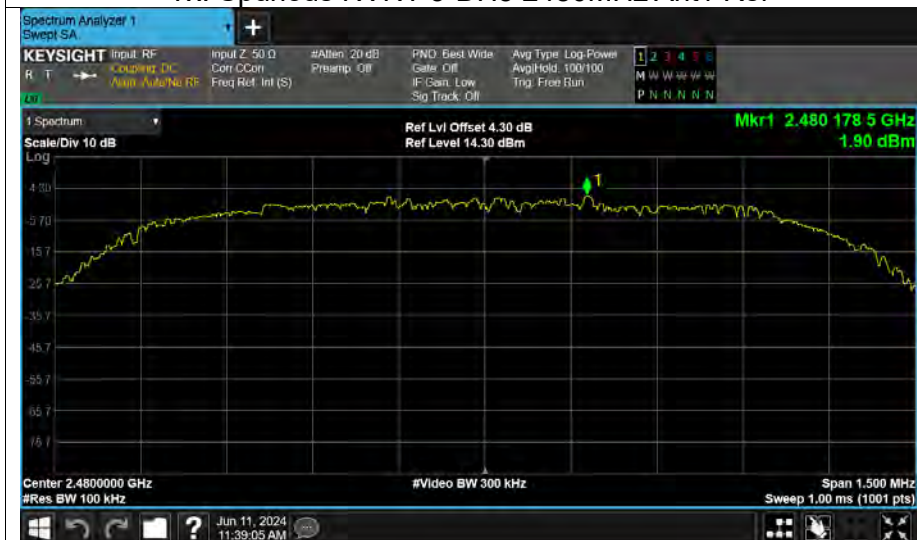 Spectrum Analyzer 1
Swept SA
+
KEYSIGHT Input: RF Input Z: 50 Ω #Atten: 20 dB PNO: Best Wide Avg Type: Log-Power 1 2 3 4 5 6
R T Coupling: DC Corr CCorr Preamp: Off Gate: Off Avg|Hold: 100/100 M W W W W W
Align: Auto/No RF Freq Ref: Int (S) IF Gain: Low Trig: Free Run
Sig Track: Off P N N N N N
1 Spectrum Ref Lvl Offset 4.30 dB Mkr1 2.480 178 5 GHz
Scale/Div 10 dB Ref Level 14.30 dBm 1.90 dBm
Log
4.30
1
-5.70
-15.7
-25.7
-35.7
-45.7
-55.7
-65.7
-75.7
Center 2.4800000 GHz #Video BW 300 kHz Span 1.500 MHz
#Res BW 100 kHz Sweep 1.00 ms (1001 pts)
? Jun 11, 2024
11:39:05 AM